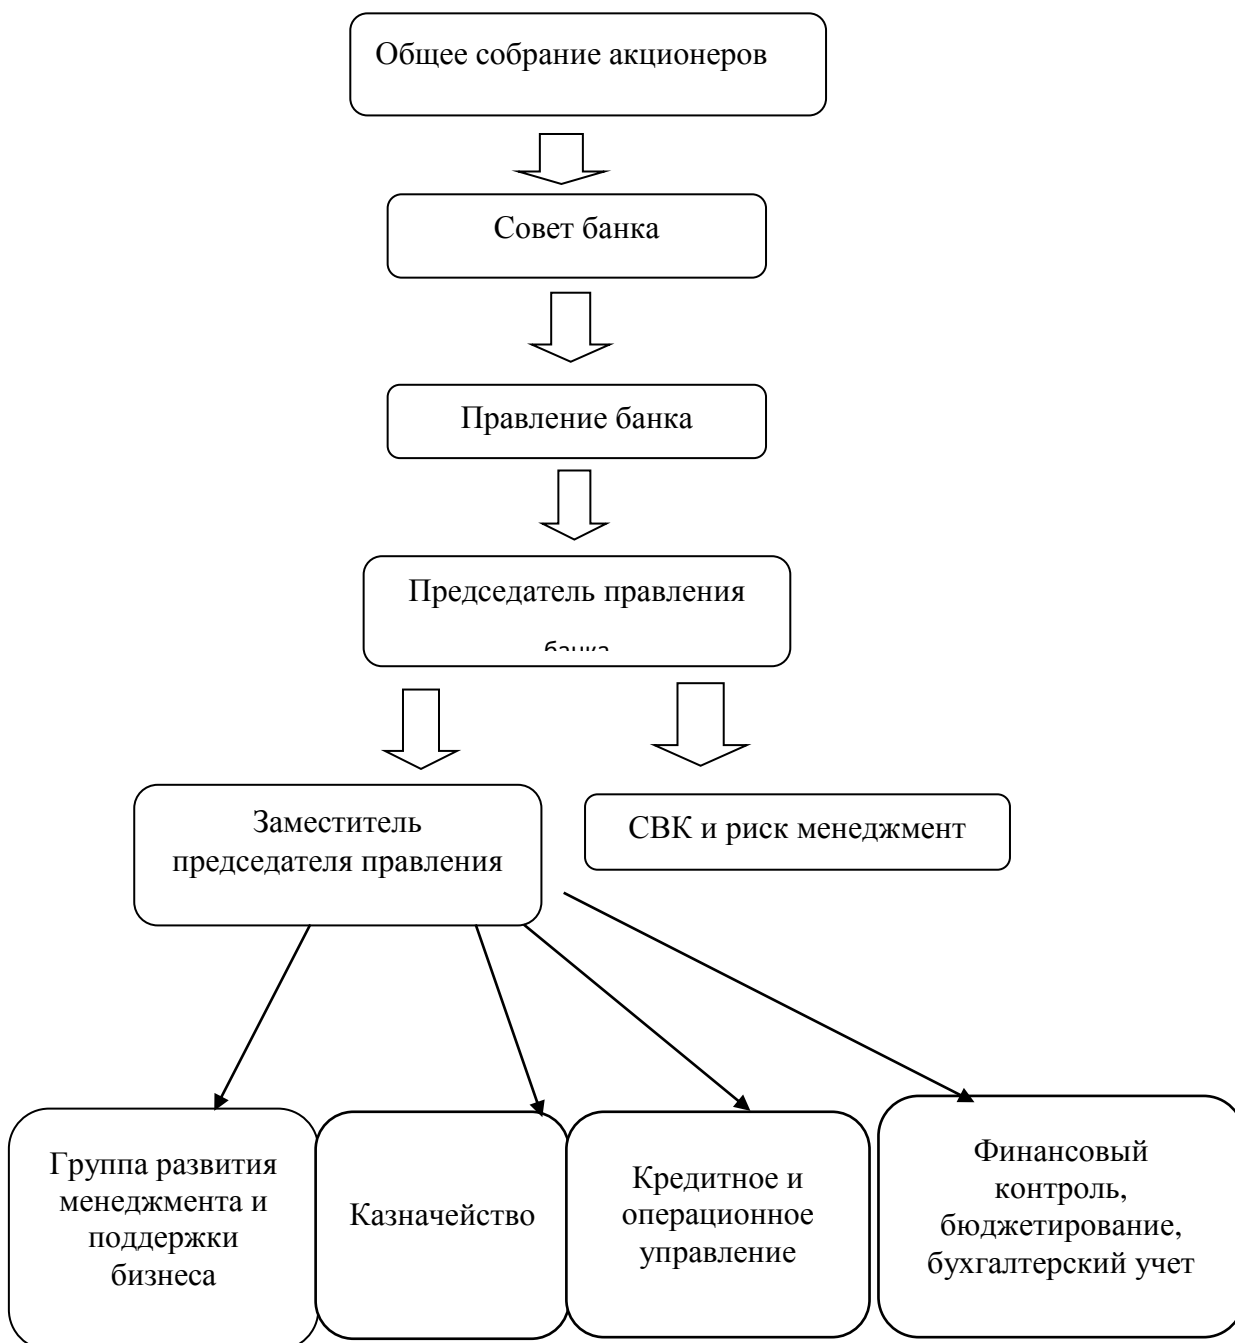 Общее собрание акционеров
Совет банка
Правление банка
Председатель правления
банка
Заместитель
председателя правления
СВК и риск менеджмент
Группа развития
менеджмента и
поддержки
бизнеса
Казначейство
Кредитное и
операционное
управление
Финансовый
контроль,
бюджетирование,
бухгалтерский учет